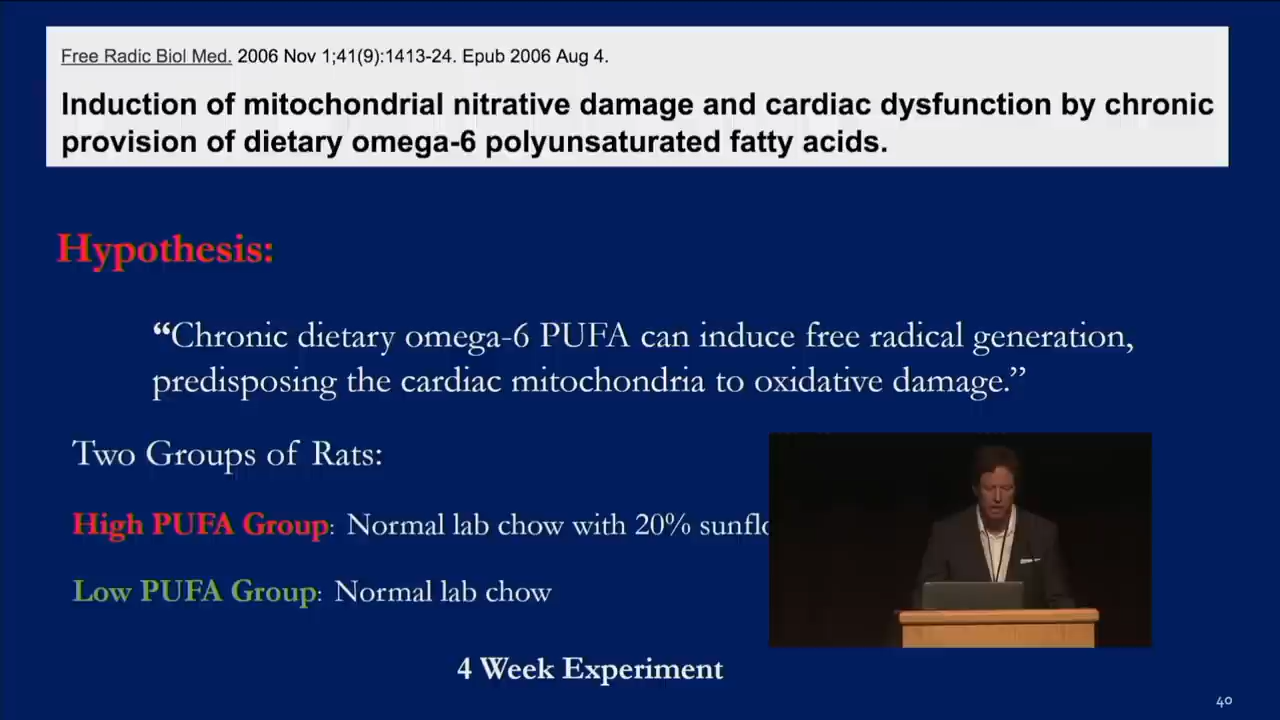 Free Radic Biol Med. 2006 Nov 1;41(9):1413-24. Epub 2006 Aug 4.
Induction of mitochondrial nitrative damage and cardiac dysfunction by chronic
provision of dietary omega-6 polyunsaturated fatty acids.
Hypothesis:
“Chronic dietary omega-6 PUFA can induce free radical generation,
predisposing the cardiac mitochondria to oxidative damage.”
Two Groups of Rats:
High PUFA Group: Normal lab chow with 20%
Low PUFA Group: Normal lab chow
4 Week Experiment
40